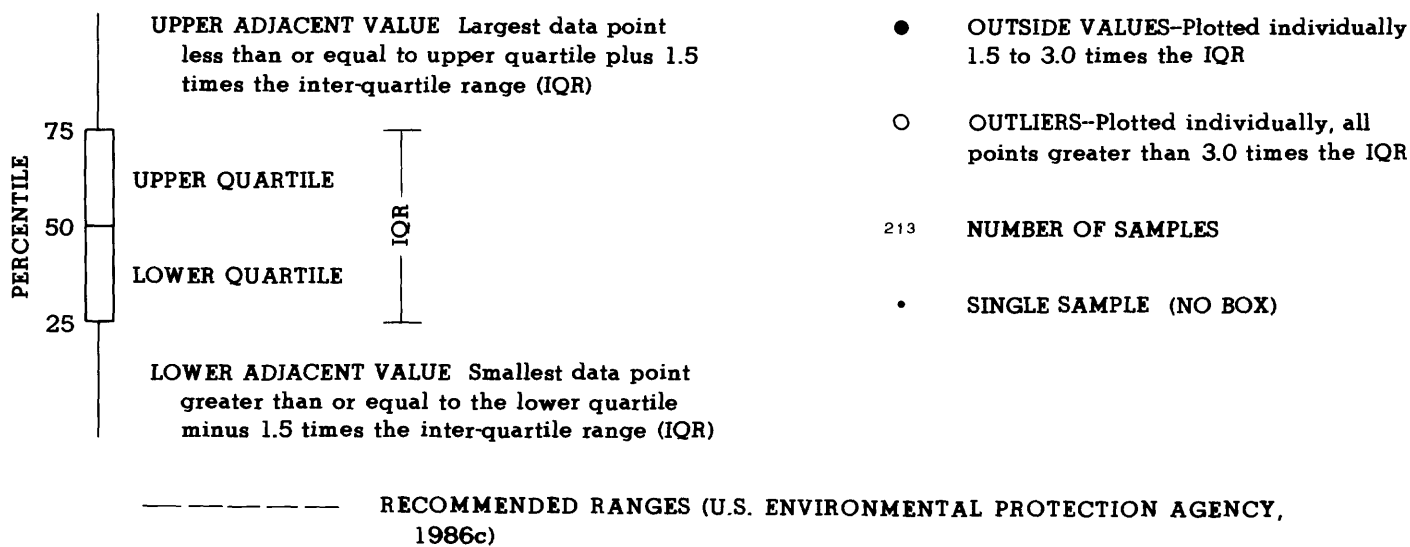 UPPER ADJACENT VALUE Largest data point
less than or equal to upper quartile plus 1.5
times the inter-quartile range (IQR)
75
UPPER QUARTILE
PERCENTILE
50
IQR
LOWER QUARTILE
25
LOWER ADJACENT VALUE Smallest data point
greater than or equal to the lower quartile
minus 1.5 times the inter-quartile range (IQR)
OUTSIDE VALUES-Plotted individually
1.5 to 3.0 times the IQR
OUTLIERS--Plotted individually, all
points greater than 3.0 times the IQR
213 NUMBER OF SAMPLES
SINGLE SAMPLE (NO BOX)
RECOMMENDED RANGES (U.S. ENVIRONMENTAL PROTECTION AGENCY,
1986c)